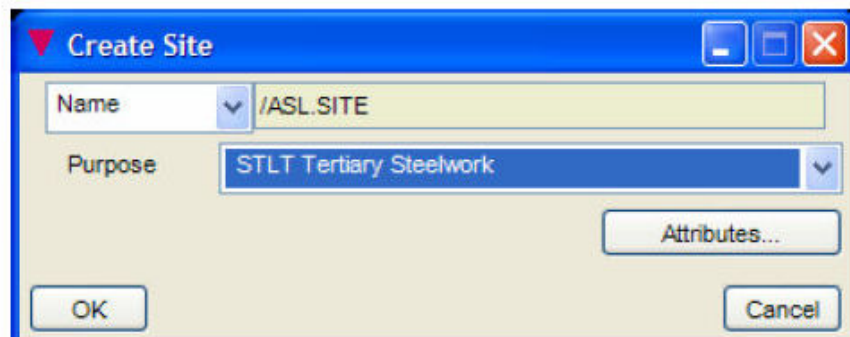 Create Site
Name /ASL.SITE
Purpose STLT Tertiary Steelwork
Attributes...
OK Cancel